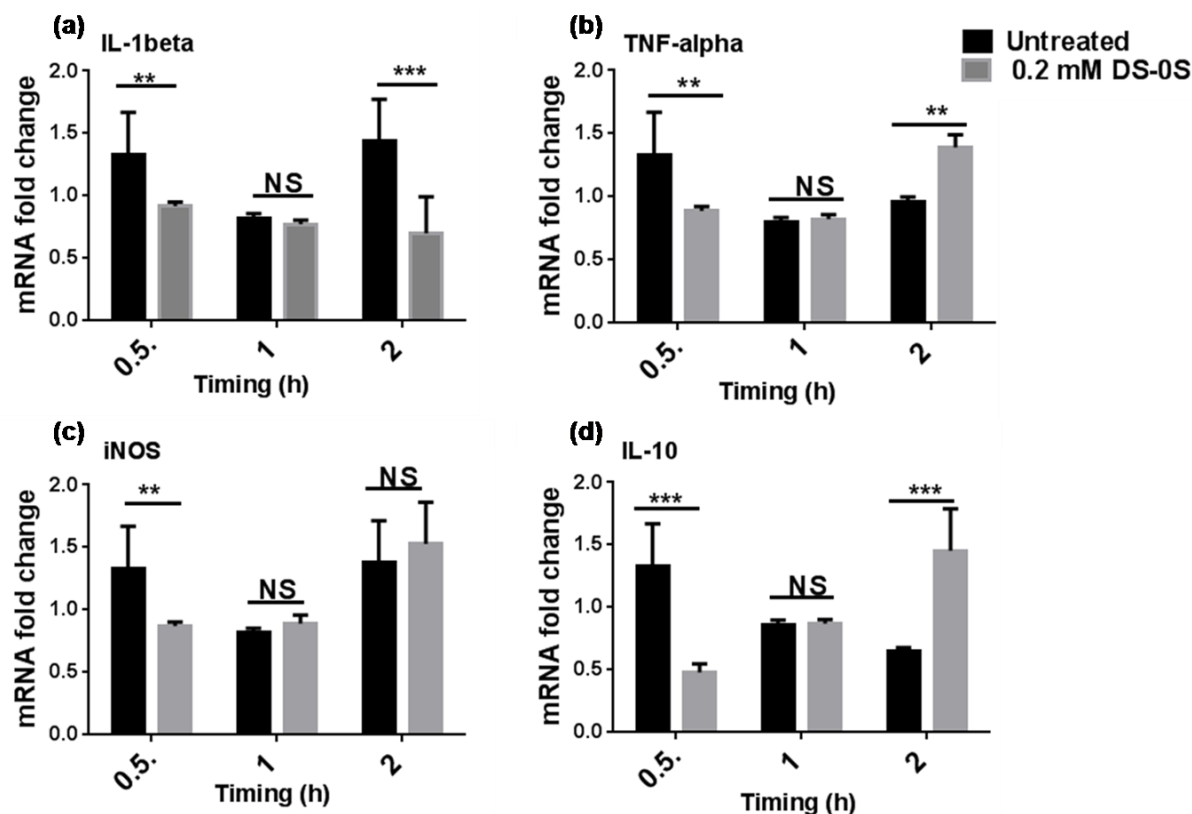 (a) IL-1beta
mRNA fold change
2.0
1.5
1.0
0.5
0.0
**
NS
***
0.5.
1
2
Timing (h)
(b) TNF-alpha
mRNA fold change
2.0
1.5
1.0
0.5
0.0
**
NS
**
0.5.
1
2
Timing (h)
Untreated
0.2 mM DS-0S
(c) iNOS
mRNA fold change
2.0
1.5
1.0
0.5
0.0
**
NS
NS
0.5.
1
2
Timing (h)
(d) IL-10
mRNA fold change
2.0
1.5
1.0
0.5
0.0
***
NS
***
0.5.
1
2
Timing (h)